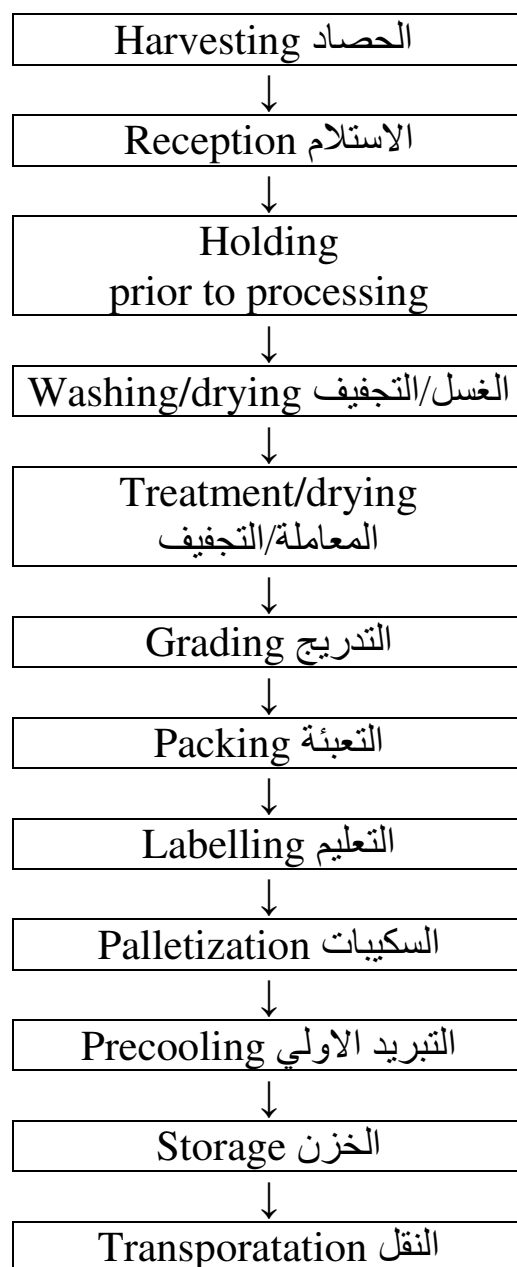 Harvesting الحصاد
↓
Reception الاستلام
↓
Holding
prior to processing
↓
Washing/drying الغسل/التجفيف
↓
Treatment/drying
المعاملة/التجفيف
↓
Grading التدريج
↓
Packing التعبئة
↓
Labelling التعليم
↓
Palletization السكيبات
↓
Precooling التبريد الاولي
↓
Storage الخزن
↓
Transporatation النقل